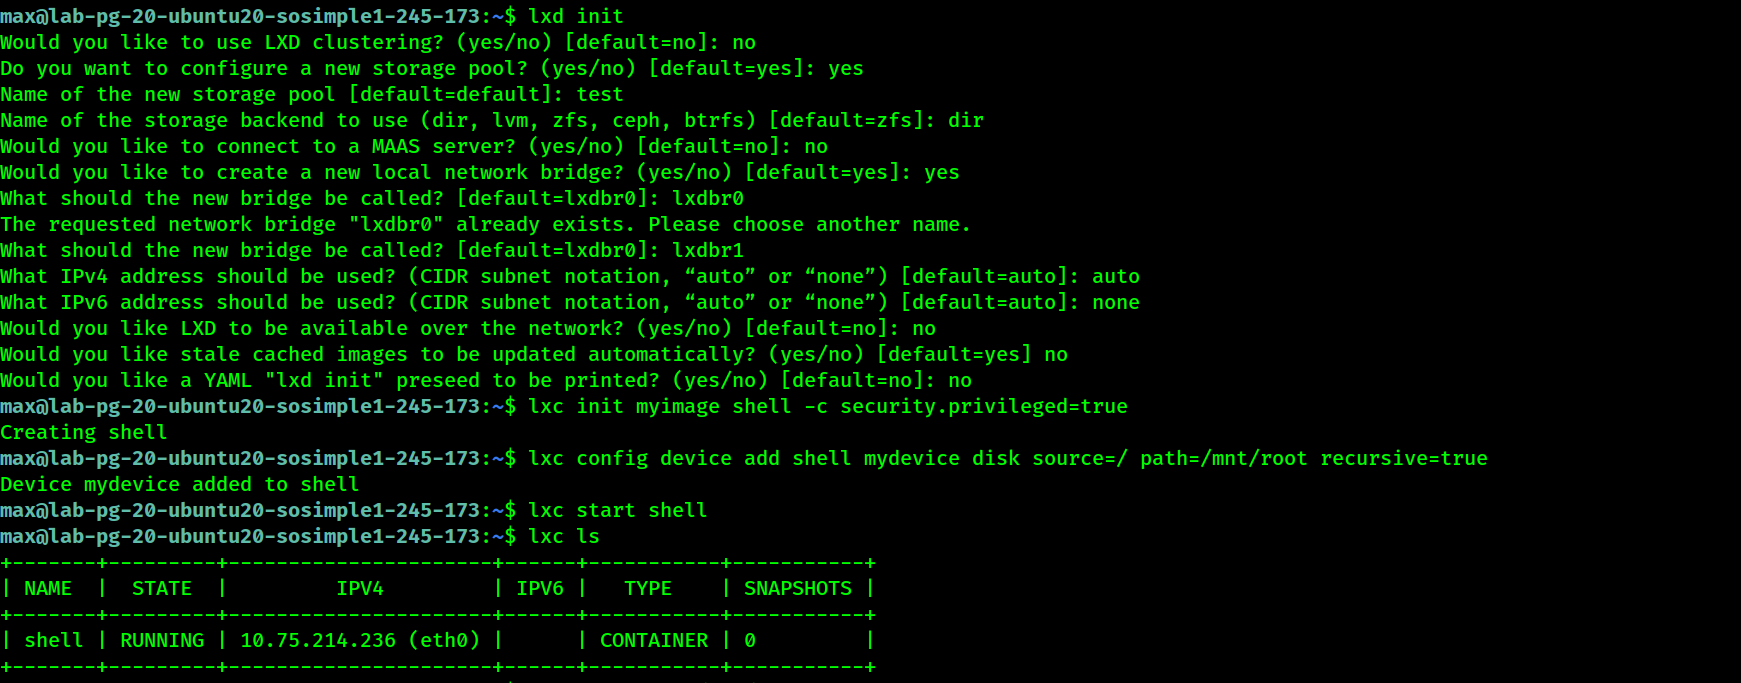 max@lab-pg-20-ubuntu20-sosimple1-245-173:~$ lxd init
Would you like to use LXD clustering? (yes/no) [default=no]: no
Do you want to configure a new storage pool? (yes/no) [default=yes]: yes
Name of the new storage pool [default=default]: test
Name of the storage backend to use (dir, lvm, zfs, ceph, btrfs) [default=zfs]: dir
Would you like to connect to a MAAS server? (yes/no) [default=no]: no
Would you like to create a new local network bridge? (yes/no) [default=yes]: yes
What should the new bridge be called? [default=lxdbr0]: lxdbr0
The requested network bridge "lxdbr0" already exists. Please choose another name.
What should the new bridge be called? [default=lxdbr0]: lxdbr1
What IPv4 address should be used? (CIDR subnet notation, “auto” or “none”) [default=auto]: auto
What IPv6 address should be used? (CIDR subnet notation, “auto” or “none”) [default=auto]: none
Would you like LXD to be available over the network? (yes/no) [default=no]: no
Would you like stale cached images to be updated automatically? (yes/no) [default=yes] no
Would you like a YAML "lxd init" preseed to be printed? (yes/no) [default=no]: no
max@lab-pg-20-ubuntu20-sosimple1-245-173:~$ lxc init myimage shell -c security.privileged=true
Creating shell
max@lab-pg-20-ubuntu20-sosimple1-245-173:~$ lxc config device add shell mydevice disk source=/ path=/mnt/root recursive=true
Device mydevice added to shell
max@lab-pg-20-ubuntu20-sosimple1-245-173:~$ lxc start shell
max@lab-pg-20-ubuntu20-sosimple1-245-173:~$ lxc ls
+-------+---------+----------------------+------+-----------+-----------+
| NAME  |  STATE  |         IPV4         | IPV6 |   TYPE    | SNAPSHOTS |
+-------+---------+----------------------+------+-----------+-----------+
| shell | RUNNING | 10.75.214.236 (eth0) |      | CONTAINER | 0         |
+-------+---------+----------------------+------+-----------+-----------+